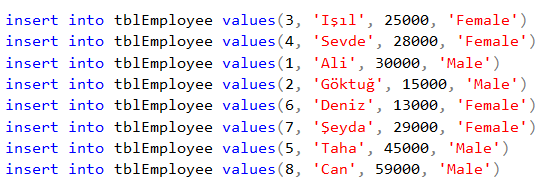 insert into tblEmployee values(3, 'Işıl', 25000, 'Female')
insert into tblEmployee values(4, 'Sevde', 28000, 'Female')
insert into tblEmployee values(1, 'Ali', 30000, 'Male')
insert into tblEmployee values(2, 'Göktuğ', 15000, 'Male')
insert into tblEmployee values(6, 'Deniz', 13000, 'Female')
insert into tblEmployee values(7, 'Şeyda', 29000, 'Female')
insert into tblEmployee values(5, 'Taha', 45000, 'Male')
insert into tblEmployee values(8, 'Can', 59000, 'Male')